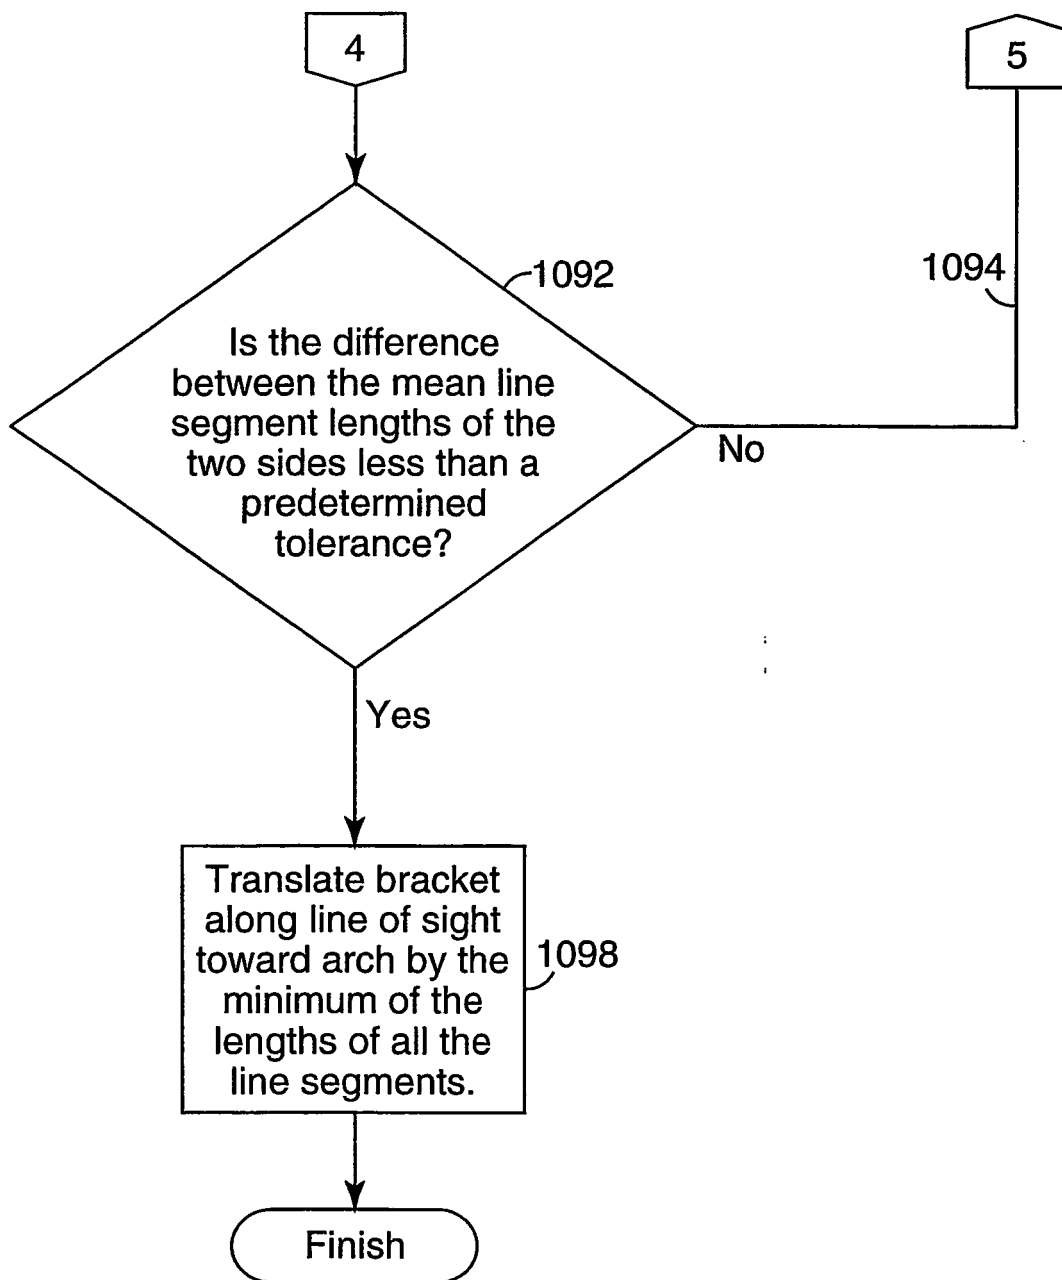 4
5
1092
1094
Is the difference
between the mean line
segment lengths of the
two sides less than a
predetermined
tolerance?
No
Yes
Translate bracket
along line of sight
toward arch by the
minimum of the
lengths of all the
line segments.
1098
Finish